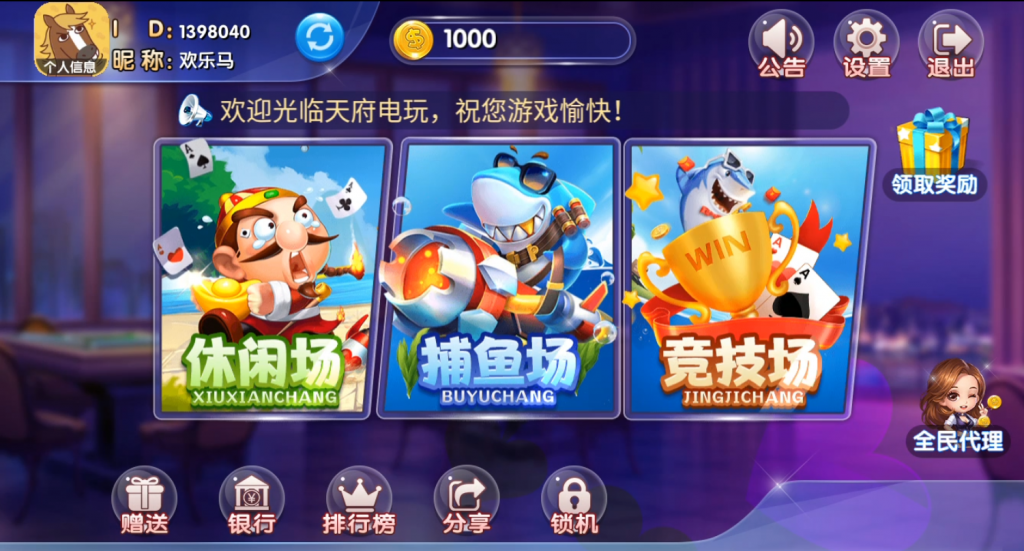 I D: 1398040
昵 称: 欢乐马
个人信息
1000
公告
设置
退出
欢迎光临天府电玩，祝您游戏愉快！
领取奖励
A
A
A
WIN
A
A
休闲场
XIUXIANCHANG
捕鱼场
BUYUCHANG
竞技场
JINGJICHANG
全民代理
赠送
银行
排行榜
分享
锁机